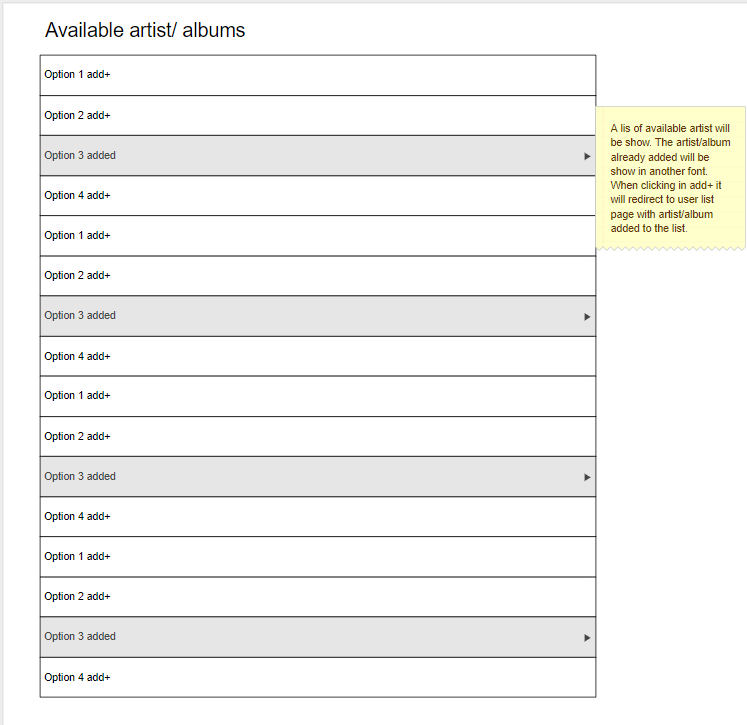 Available artist/ albums
Option 1 add+
Option 2 add+
Option 3 added
Option 4 add+
Option 1 add+
Option 2 add+
Option 3 added
Option 4 add+
Option 1 add+
Option 2 add+
Option 3 added
Option 4 add+
Option 1 add+
Option 2 add+
Option 3 added
Option 4 add+
A lis of available artist will
be show. The artist/album
already added will be
show in another font.
When clicking in add+ it
will redirect to user list
page with artist/album
added to the list.